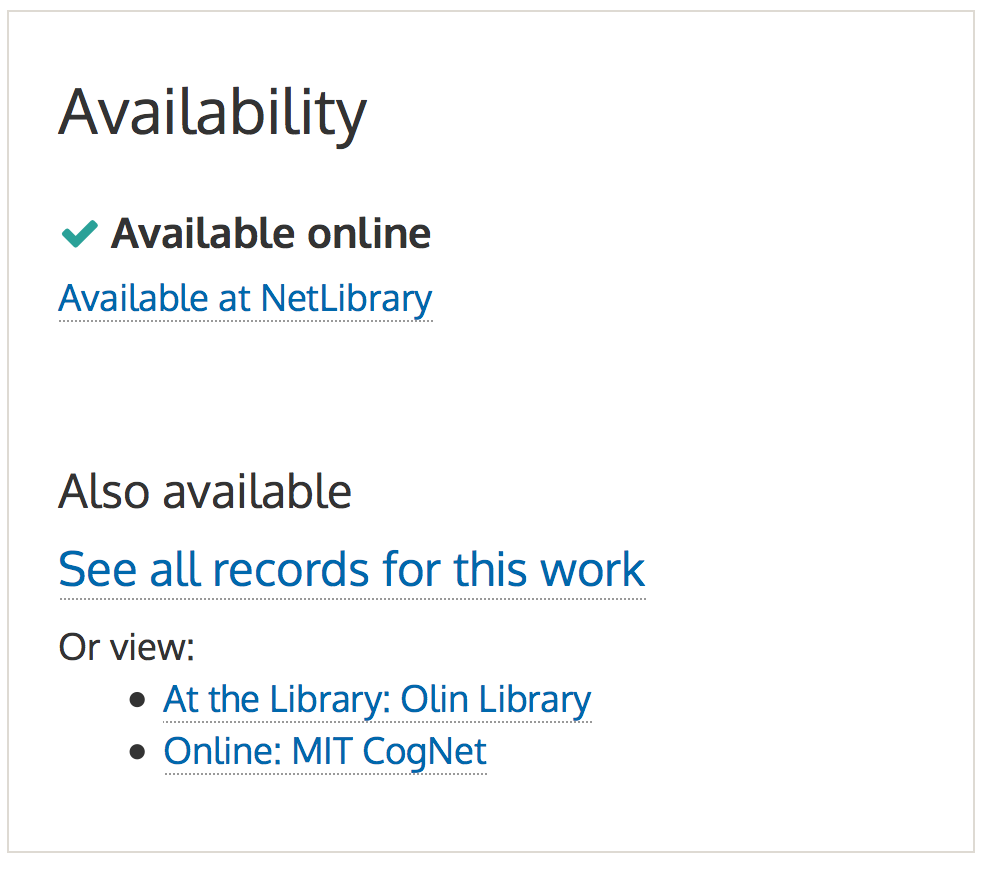 Availability
Available online
Available at NetLibrary
Also available
See all records for this work
Or view:
At the Library: Olin Library
Online: MIT CogNet